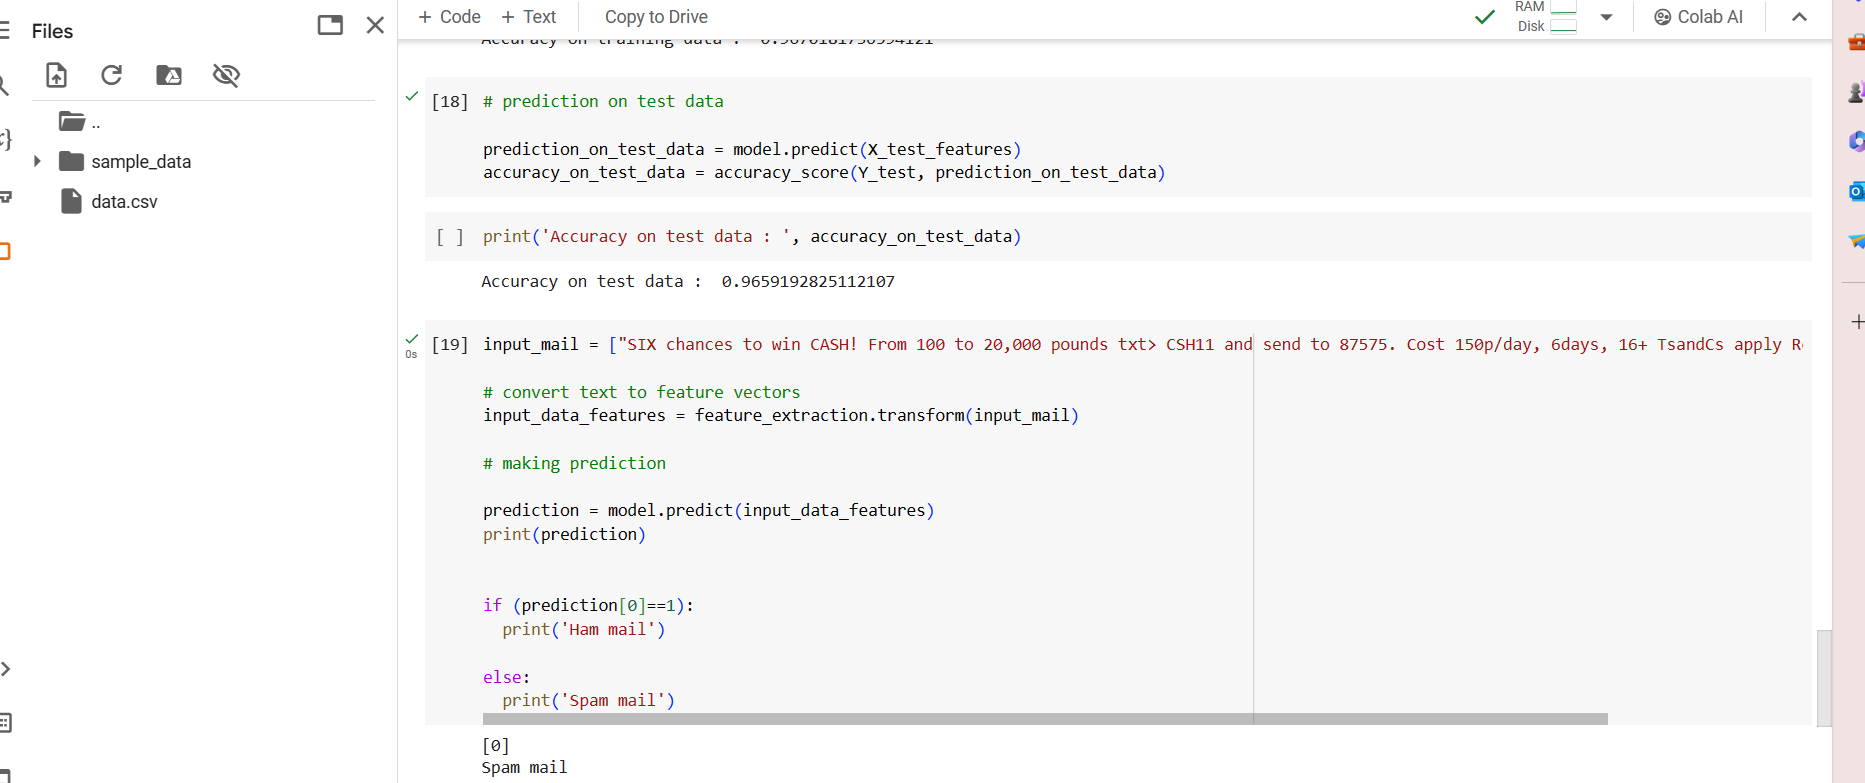 Files
+ Code + Text Copy to Drive
RAM
Disk
Colab AI
..
sample_data
data.csv
Accuracy on training data :
[18] # prediction on test data
prediction_on_test_data = model.predict(X_test_features)
accuracy_on_test_data = accuracy_score(Y_test, prediction_on_test_data)
[ ] print('Accuracy on test data : ', accuracy_on_test_data)
Accuracy on test data :  0.9659192825112107
0s
[19] input_mail = ["SIX chances to win CASH! From 100 to 20,000 pounds txt> CSH11 and send to 87575. Cost 150p/day, 6days, 16+ TsandCs apply R
# convert text to feature vectors
input_data_features = feature_extraction.transform(input_mail)
# making prediction
prediction = model.predict(input_data_features)
print(prediction)
if (prediction[0]==1):
print('Ham mail')
else:
print('Spam mail')
[0]
Spam mail